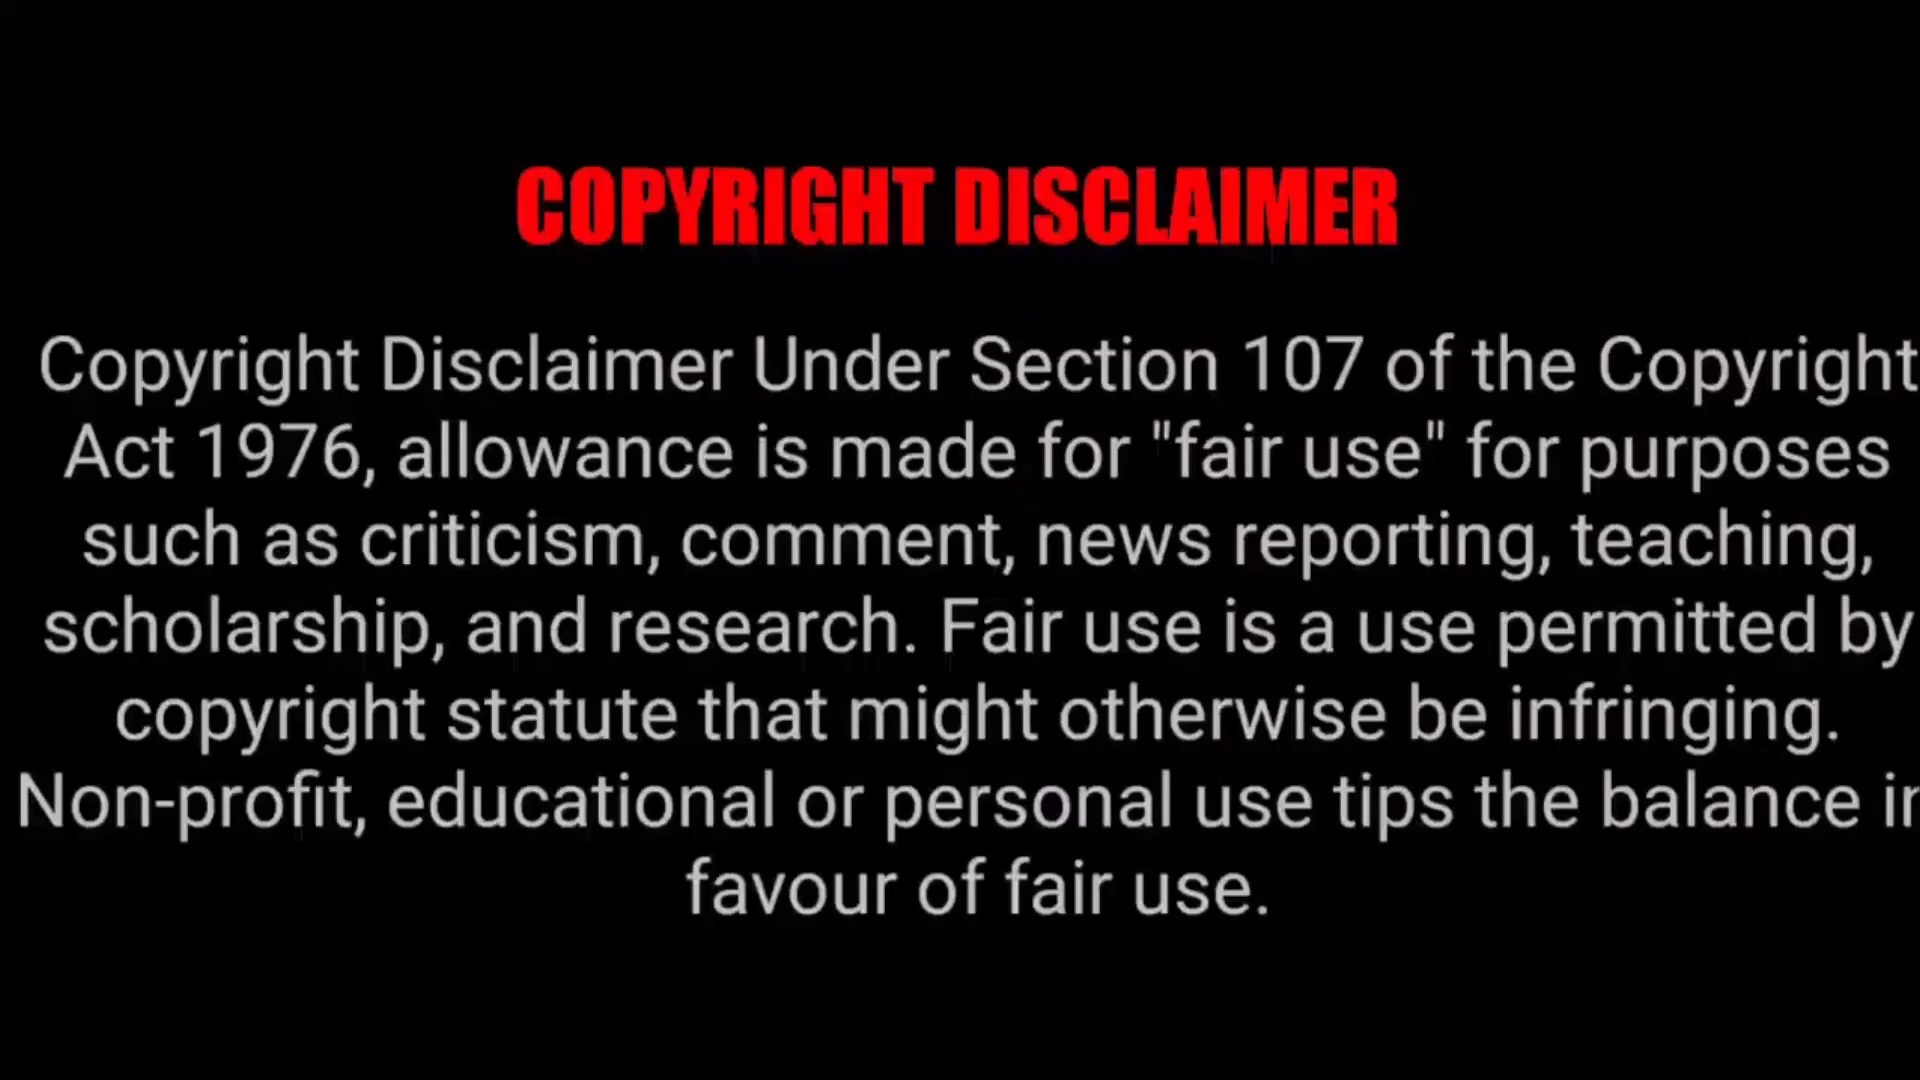 COPYRIGHT DISCLAIMER
Copyright Disclaimer Under Section 107 of the Copyright
Act 1976, allowance is made for "fair use" for purposes
such as criticism, comment, news reporting, teaching,
scholarship, and research. Fair use is a use permitted by
copyright statute that might otherwise be infringing.
Non-profit, educational or personal use tips the balance in
favour of fair use.